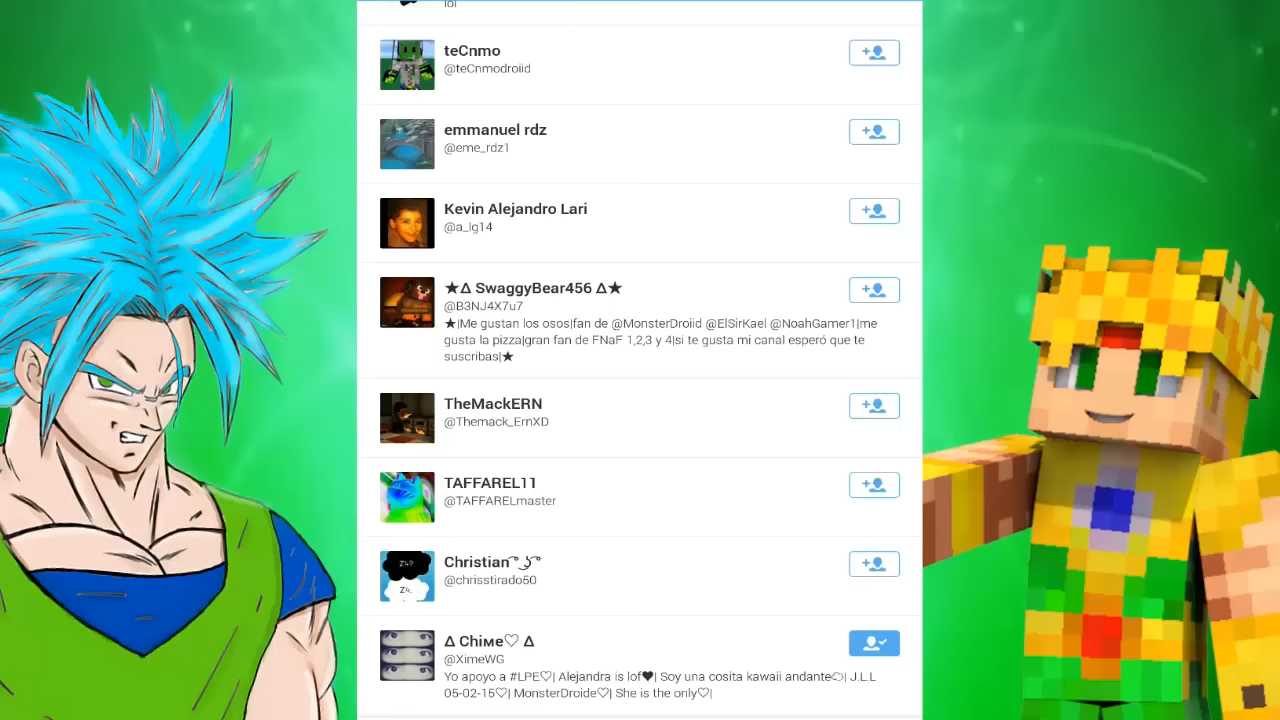 lol
teCnmo
@teCnmodroiid
emmanuel rdz
@eme_rdz1
Kevin Alejandro Lari
@a_lg14
★Δ SwaggyBear456 Δ★
@B3NJ4X7u7
★|Me gustan los osos|fan de @MonsterDroiid @ElSirKael @NoahGamer1|me
gusta la pizza|gran fan de FNaF 1,2,3 y 4|si te gusta mi canal esperó que te
suscribas|★
TheMackERN
@Themack_ErnXD
TAFFAREL11
@TAFFARELmaster
Christian ͡° ͜ʖ ͡°
@chrisstirado50
Z4?
Z4.
Δ Chiмe♡ Δ
@XimeWG
Yo apoyo a #LPE♡| Alejandra is lof♥| Soy una cosita kawaii andante| J.L.L
05-02-15♡| MonsterDroide♡| She is the only♡|